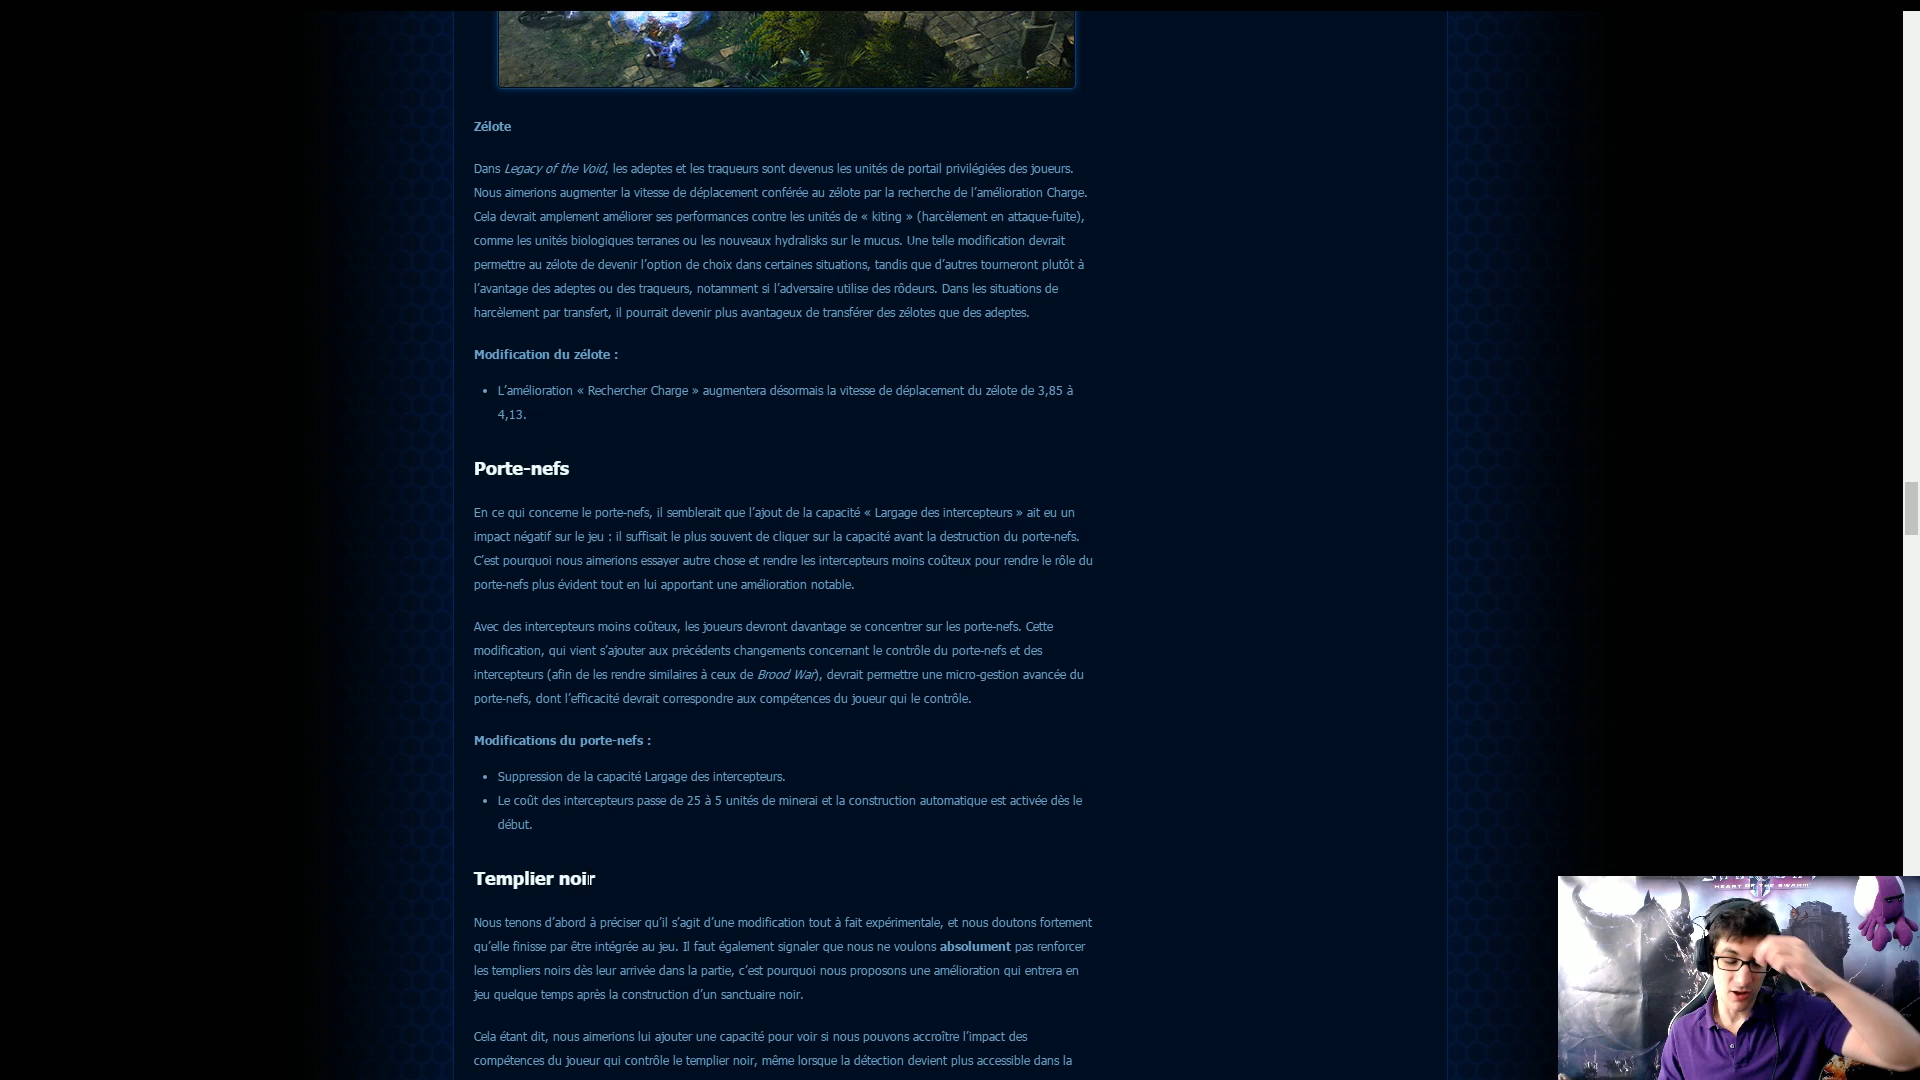 Zélote
Dans Legacy of the Void, les adeptes et les traqueurs sont devenus les unités de portail privilégiées des joueurs.
Nous aimerions augmenter la vitesse de déplacement conférée au zélote par la recherche de l’amélioration Charge.
Cela devrait amplement améliorer ses performances contre les unités de « kiting » (harcèlement en attaque-fuite),
comme les unités biologiques terranes ou les nouveaux hydralisks sur le mucus. Une telle modification devrait
permettre au zélote de devenir l’option de choix dans certaines situations, tandis que d’autres tourneront plutôt à
l’avantage des adeptes ou des traqueurs, notamment si l’adversaire utilise des rôdeurs. Dans les situations de
harcèlement par transfert, il pourrait devenir plus avantageux de transférer des zélotes que des adeptes.
Modification du zélote :
• L’amélioration « Rechercher Charge » augmentera désormais la vitesse de déplacement du zélote de 3,85 à
4,13.
Porte-nefs
En ce qui concerne le porte-nefs, il semblerait que l’ajout de la capacité « Largage des intercepteurs » ait eu un
impact négatif sur le jeu : il suffisait le plus souvent de cliquer sur la capacité avant la destruction du porte-nefs.
C’est pourquoi nous aimerions essayer autre chose et rendre les intercepteurs moins coûteux pour rendre le rôle du
porte-nefs plus évident tout en lui apportant une amélioration notable.
Avec des intercepteurs moins coûteux, les joueurs devront davantage se concentrer sur les porte-nefs. Cette
modification, qui vient s’ajouter aux précédents changements concernant le contrôle du porte-nefs et des
intercepteurs (afin de les rendre similaires à ceux de Brood War), devrait permettre une micro-gestion avancée du
porte-nefs, dont l’efficacité devrait correspondre aux compétences du joueur qui le contrôle.
Modifications du porte-nefs :
• Suppression de la capacité Largage des intercepteurs.
• Le coût des intercepteurs passe de 25 à 5 unités de minerai et la construction automatique est activée dès le
début.
Templier noir
Nous tenons d’abord à préciser qu’il s’agit d’une modification tout à fait expérimentale, et nous doutons fortement
qu’elle finisse par être intégrée au jeu. Il faut également signaler que nous ne voulons absolument pas renforcer
les templiers noirs dès leur arrivée dans la partie, c’est pourquoi nous proposons une amélioration qui entrera en
jeu quelque temps après la construction d’un sanctuaire noir.
Cela étant dit, nous aimerions lui ajouter une capacité pour voir si nous pouvons accroître l’impact des
compétences du joueur qui contrôle le templier noir, même lorsque la détection devient plus accessible dans la
HEART OF THE SWARM